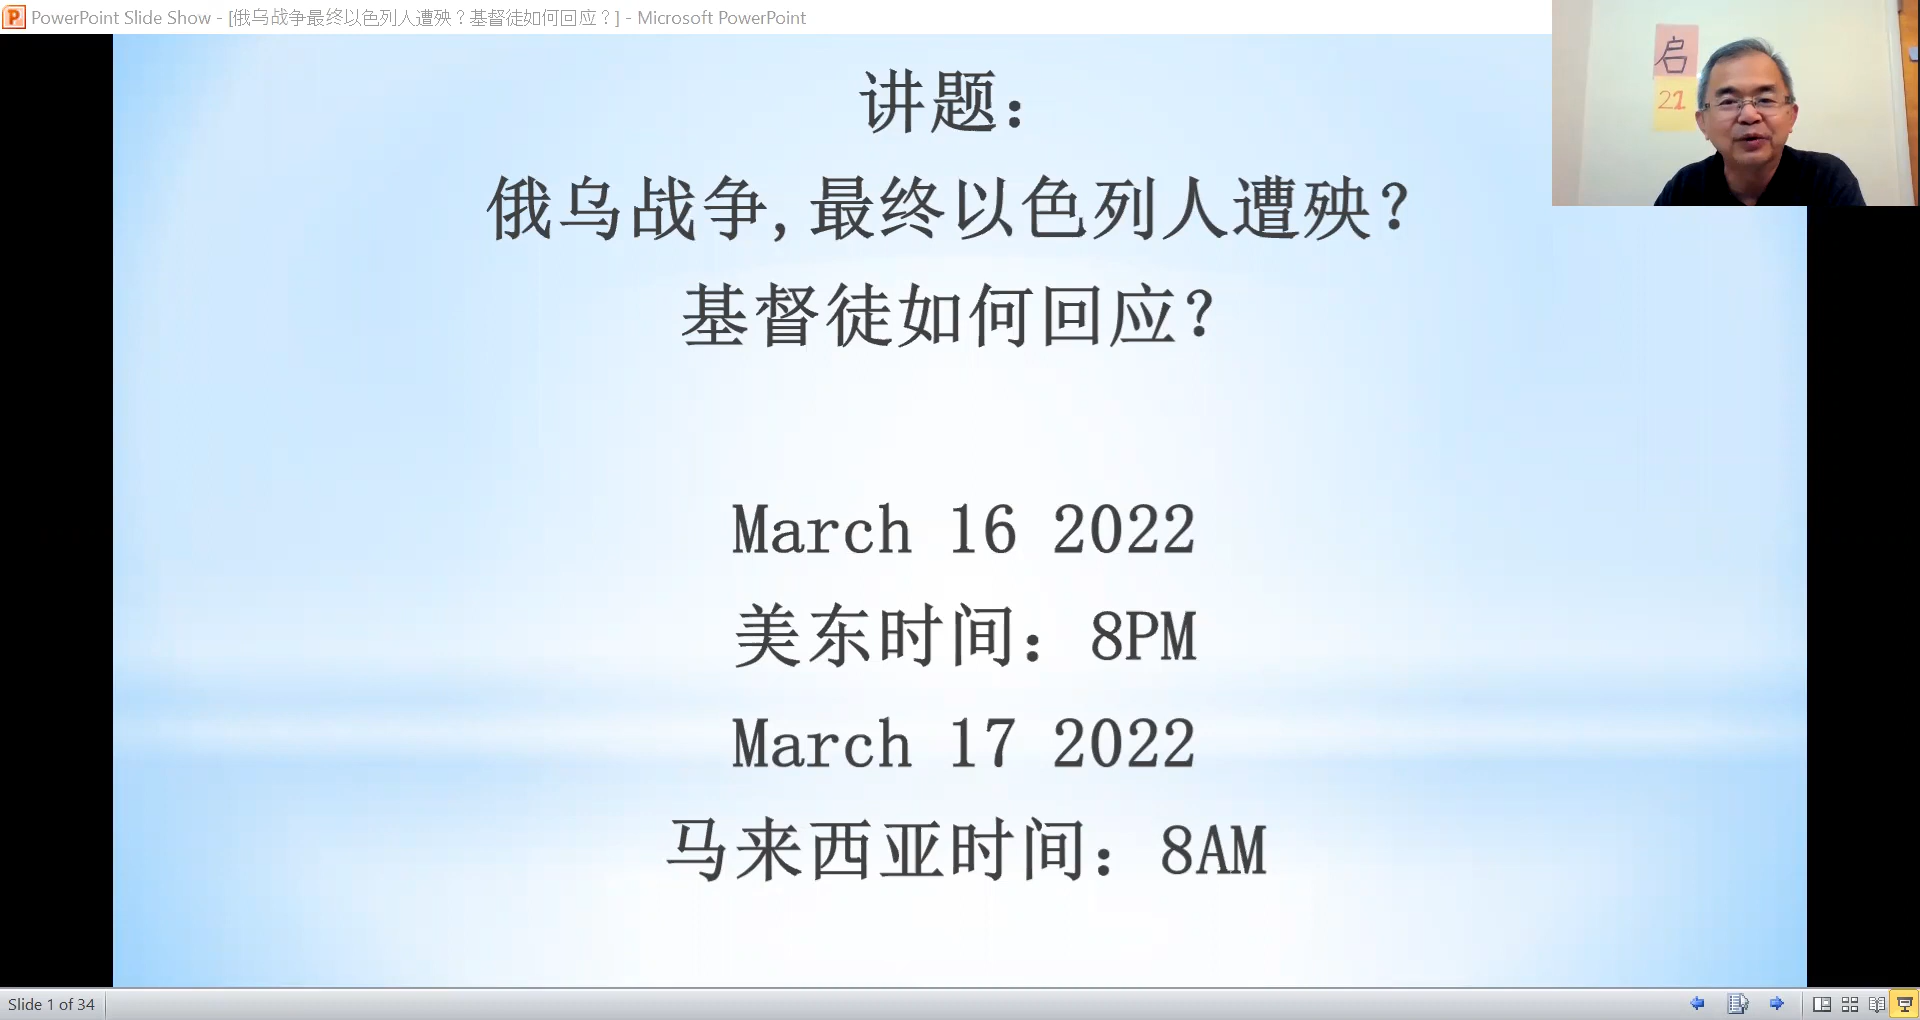 PowerPoint Slide Show - [俄乌战争最终以色列人遭殃？基督徒如何回应？] - Microsoft PowerPoint
启
21
讲题：
俄乌战争,最终以色列人遭殃？
基督徒如何回应？
March 16 2022
美东时间：8PM
March 17 2022
马来西亚时间：8AM
Slide 1 of 34